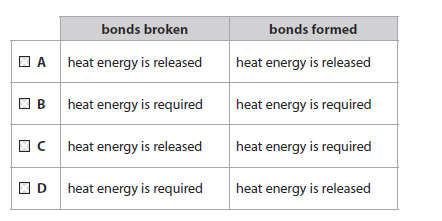 bonds broken bonds formed
A heat energy is released heat energy is released
B heat energy is required heat energy is required
C heat energy is released heat energy is required
D heat energy is required heat energy is released